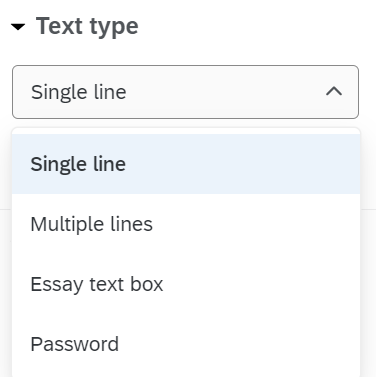 Text type
Single line
Single line
Multiple lines
Essay text box
Password